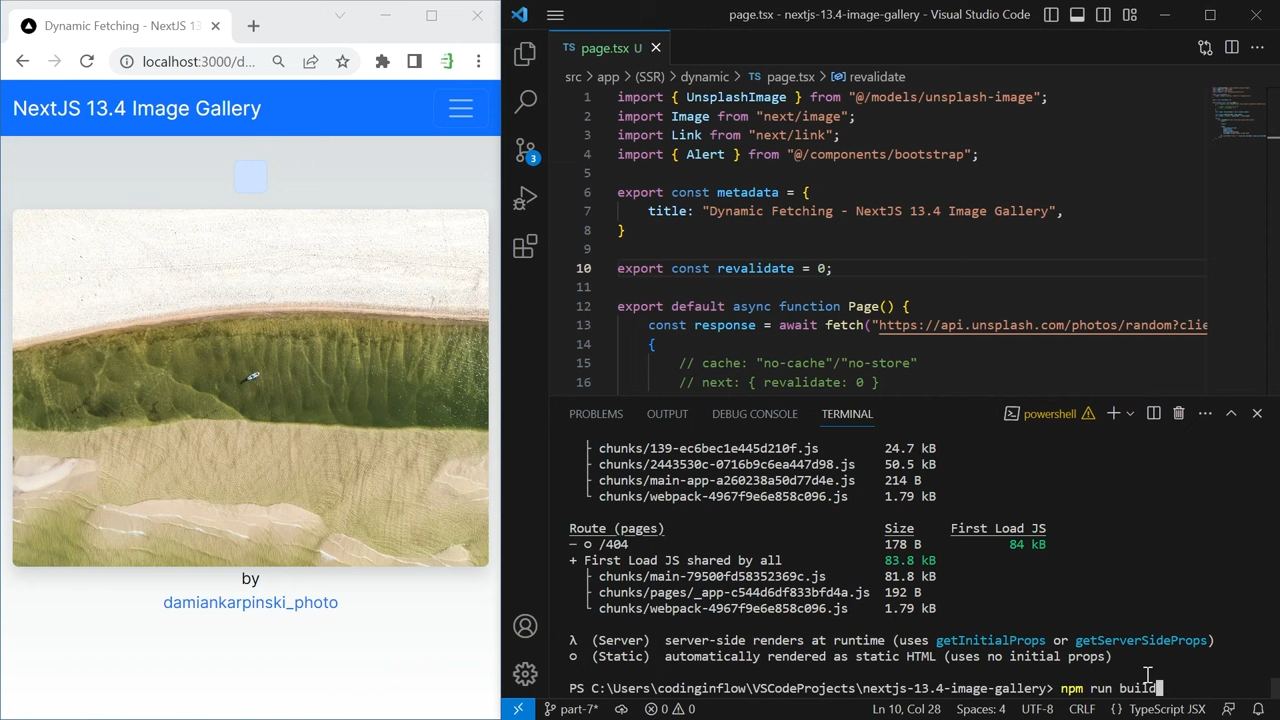 Dynamic Fetching - NextJS 13
localhost:3000/d...
NextJS 13.4 Image Gallery
by
damiankarpinski_photo
page.tsx - nextjs-13.4-image-gallery - Visual Studio Code
TS page.tsx U
src > app > (SSR) > dynamic > TS page.tsx > revalidate
1 import { UnsplashImage } from "@/models/unsplash-image";
2 import Image from "next/image";
3 import Link from "next/link";
4 import { Alert } from "@/components/bootstrap";
5
6 export const metadata = {
7 title: "Dynamic Fetching - NextJS 13.4 Image Gallery",
8 }
9
10 export const revalidate = 0;
11
12 export default async function Page() {
13 const response = await fetch("https://api.unsplash.com/photos/random?clie
14 {
15 // cache: "no-cache"/"no-store"
16 // next: { revalidate: 0 }
3
PROBLEMS OUTPUT DEBUG CONSOLE TERMINAL powershell
├ chunks/139-ec6bec1e445d210f.js 24.7 kB
├ chunks/2443530c-0716b9c6ea447d98.js 50.5 kB
├ chunks/main-app-a260238a50d77d4e.js 214 B
└ chunks/webpack-4967f9e6e858c096.js 1.79 kB
Route (pages) Size First Load JS
─ ○ /404 178 B 84 kB
+ First Load JS shared by all 83.8 kB
├ chunks/main-79500fd58352369c.js 81.8 kB
├ chunks/pages/_app-c544d6df833bfd4a.js 192 B
└ chunks/webpack-4967f9e6e858c096.js 1.79 kB
λ (Server) server-side renders at runtime (uses getInitialProps or getServerSideProps)
○ (Static) automatically rendered as static HTML (uses no initial props)
PS C:\Users\codinginflow\VSCodeProjects\nextjs-13.4-image-gallery> npm run build
part-7* 0 0 Ln 10, Col 28 Spaces: 4 UTF-8 CRLF {} TypeScript JSX